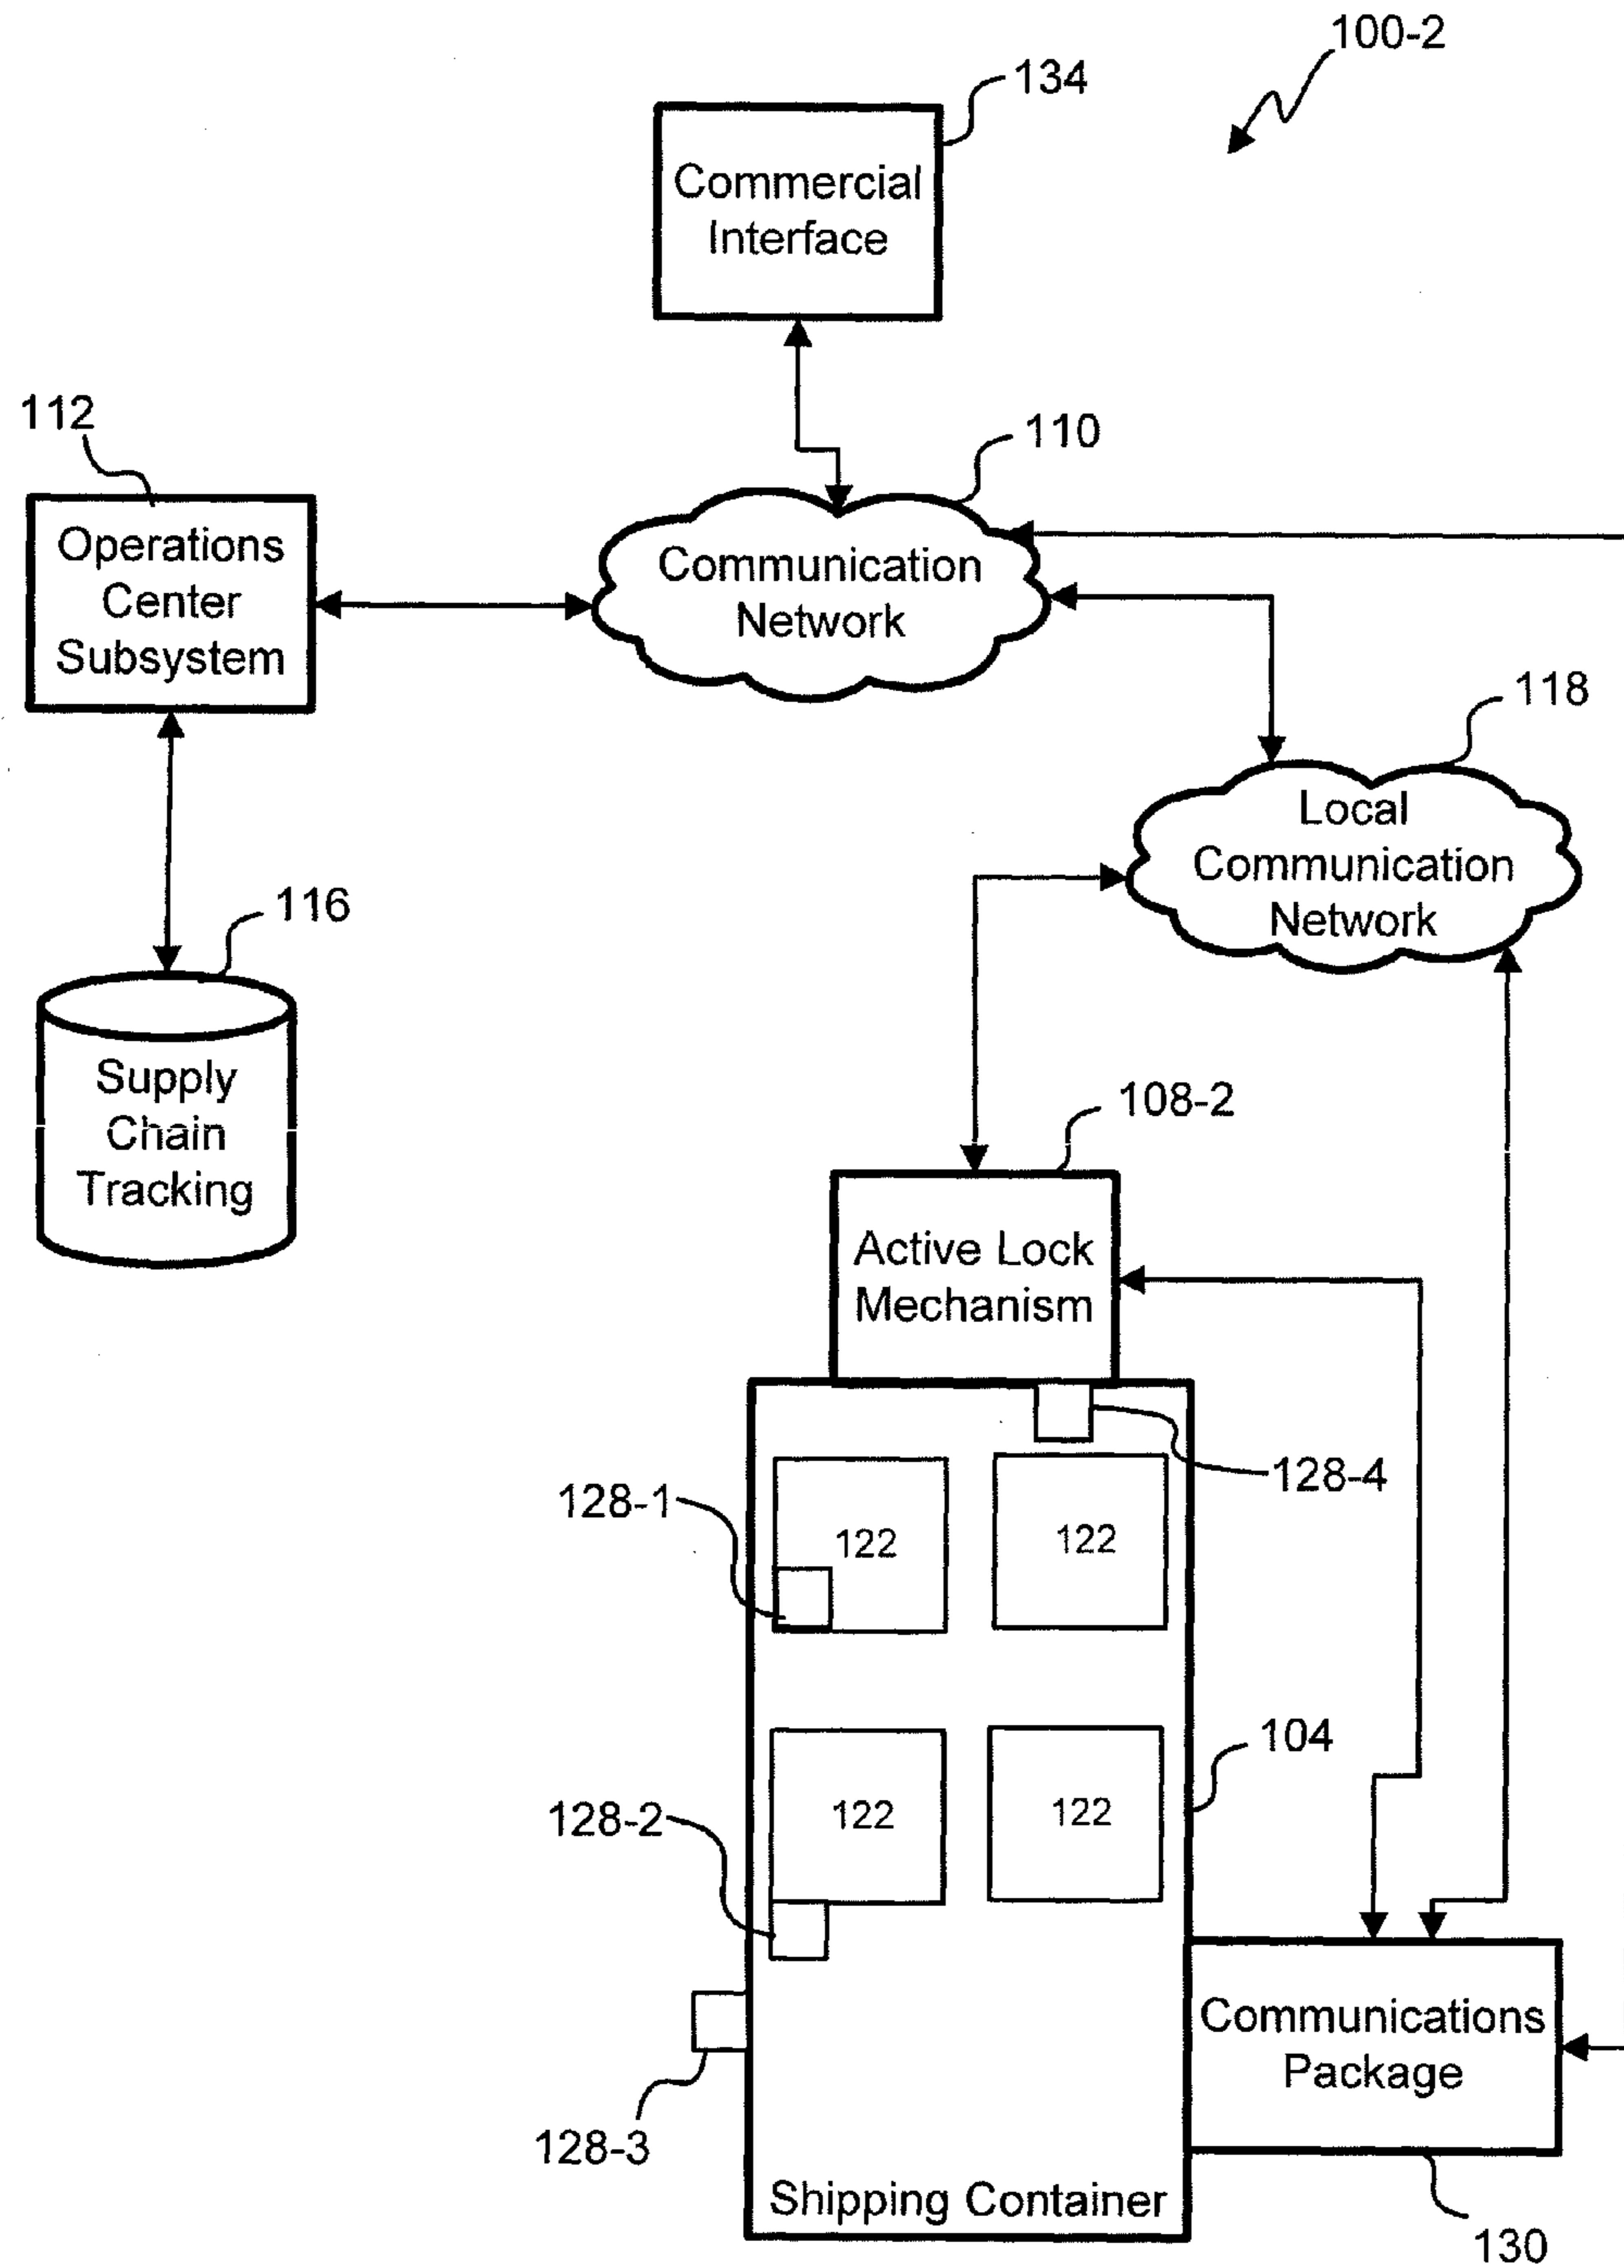 100-2
134
Commercial
Interface
112
110
Operations
Center
Subsystem
Communication
Network
118
Local
Communication
Network
116
Supply
Chain
Tracking
108-2
Active Lock
Mechanism
128-4
128-1
122
122
104
128-2
122
122
Communications
Package
128-3
Shipping Container
130